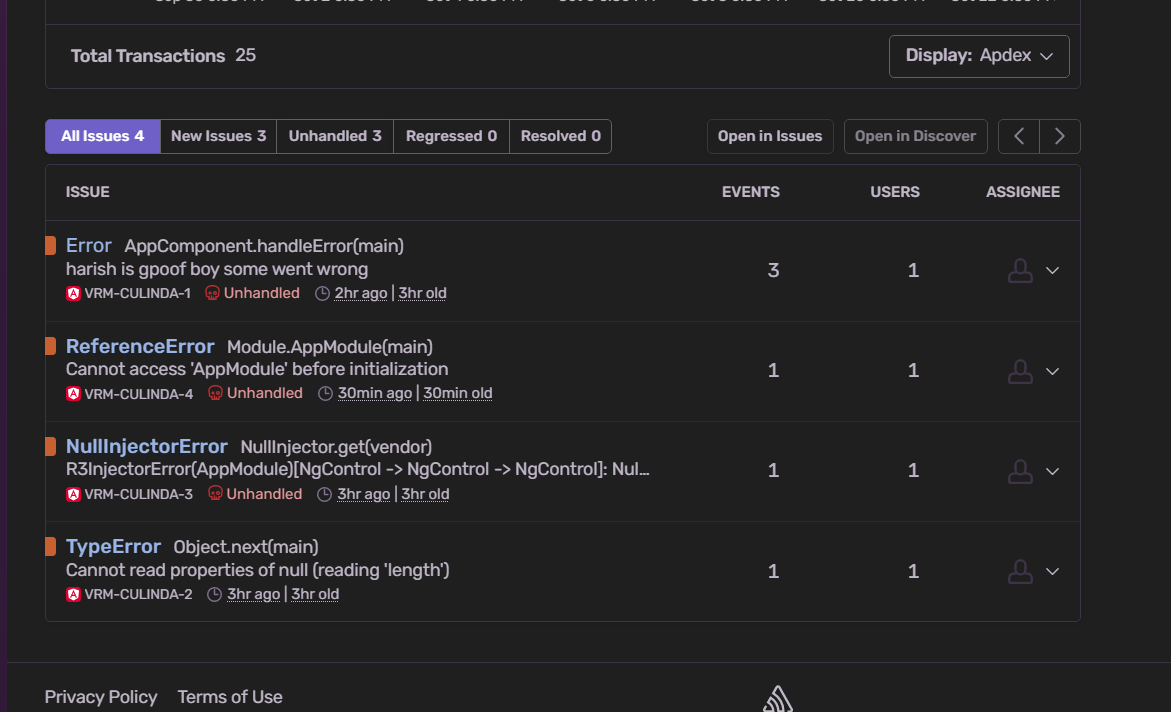 Total Transactions 25
Display: Apdex
All Issues 4 New Issues 3 Unhandled 3 Regressed 0 Resolved 0 Open in Issues Open in Discover
ISSUE EVENTS USERS ASSIGNEE
Error AppComponent.handleError(main)
harish is gpoof boy some went wrong
3 1
VRM-CULINDA-1 Unhandled 2hr ago | 3hr old
ReferenceError Module.AppModule(main)
Cannot access 'AppModule' before initialization
1 1
VRM-CULINDA-4 Unhandled 30min ago | 30min old
NullInjectorError NullInjector.get(vendor)
R3InjectorError(AppModule)[NgControl -> NgControl -> NgControl]: Nul...
1 1
VRM-CULINDA-3 Unhandled 3hr ago | 3hr old
TypeError Object.next(main)
Cannot read properties of null (reading 'length')
1 1
VRM-CULINDA-2 3hr ago | 3hr old
Privacy Policy Terms of Use